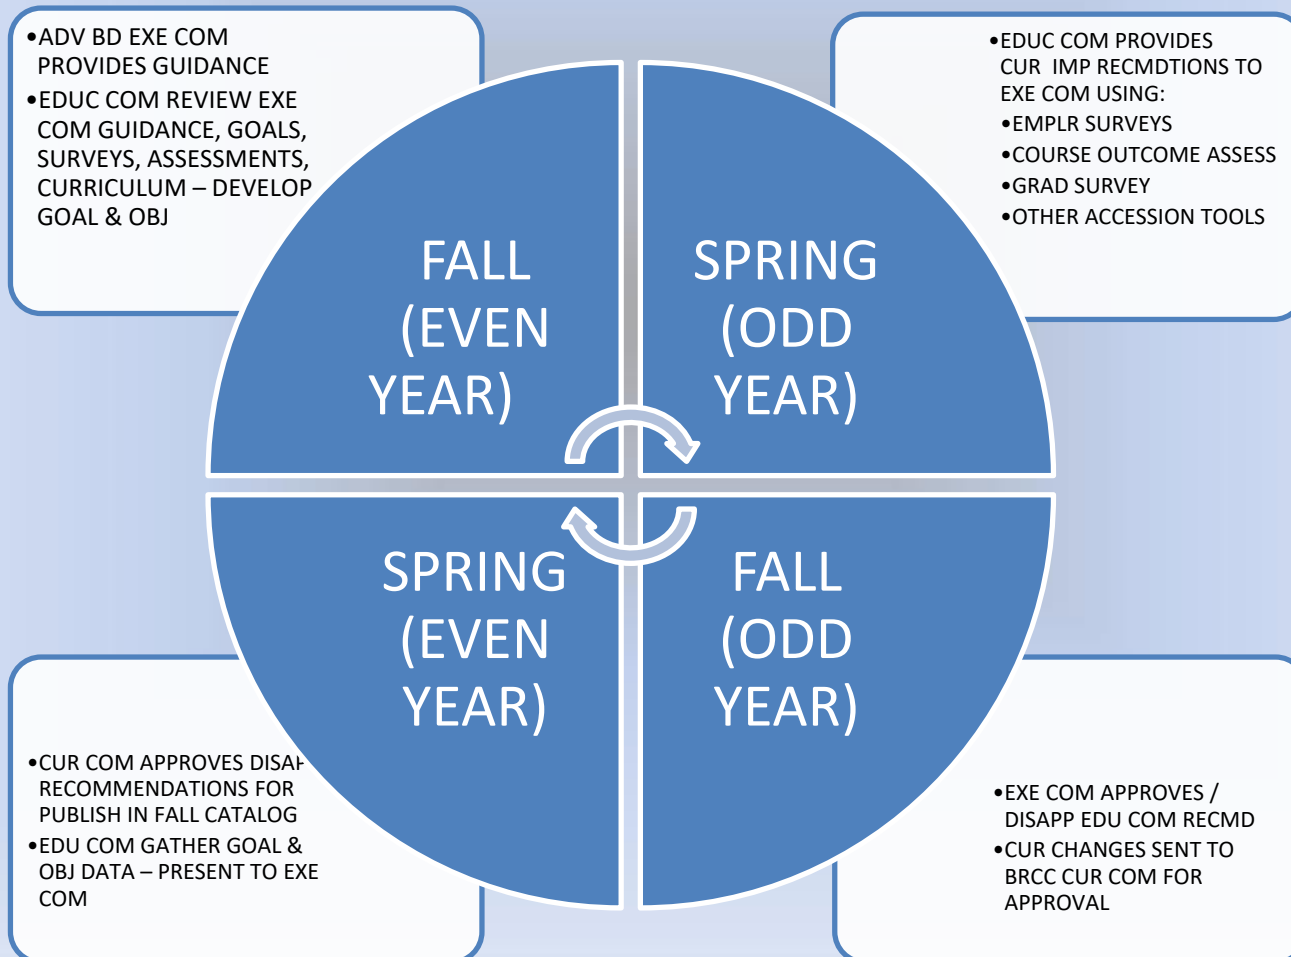 •ADV BD EXE COM
PROVIDES GUIDANCE
•EDUC COM REVIEW EXE
COM GUIDANCE, GOALS,
SURVEYS, ASSESSMENTS,
CURRICULUM – DEVELOP
GOAL & OBJ
•EDUC COM PROVIDES
CUR IMP RECMDTIONS TO
EXE COM USING:
•EMPLR SURVEYS
•COURSE OUTCOME ASSESS
•GRAD SURVEY
•OTHER ACCESSION TOOLS
FALL
(EVEN
YEAR)
SPRING
(ODD
YEAR)
SPRING
(EVEN
YEAR)
FALL
(ODD
YEAR)
•CUR COM APPROVES
RECOMMENDATIONS FOR
PUBLISH IN FALL CATALOG
•EDU COM GATHER GOAL &
OBJ DATA – PRESENT TO EXE
COM
•EXE COM APPROVES /
DISAPP EDU COM RECMD
•CUR CHANGES SENT TO
BRCC CUR COM FOR
APPROVAL